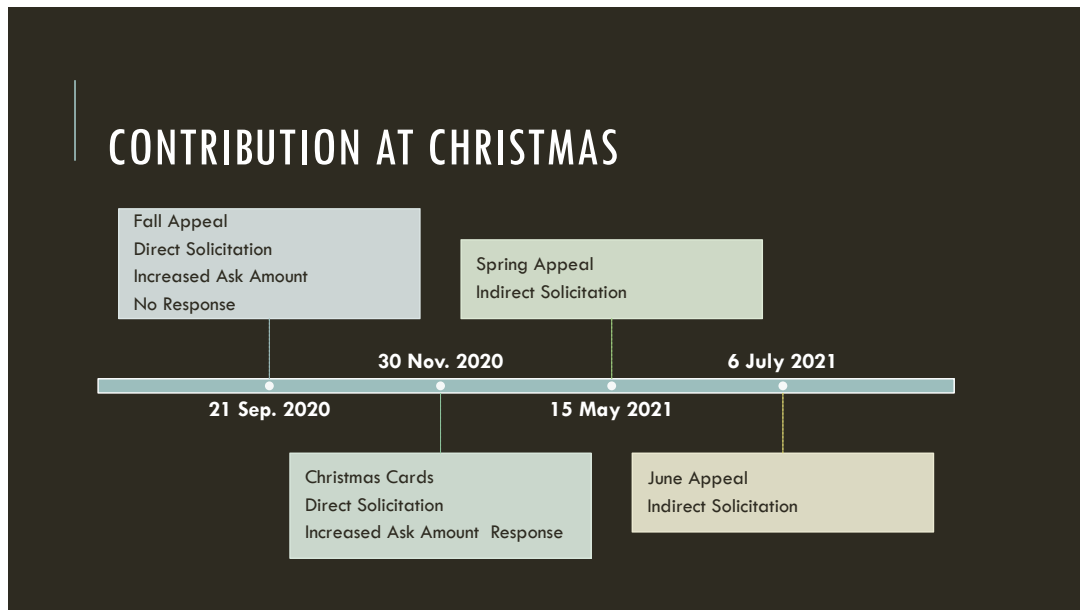 CONTRIBUTION AT CHRISTMAS
Fall Appeal
Direct Solicitation
Increased Ask Amount
No Response
Spring Appeal
Indirect Solicitation
30 Nov. 2020
6 July 2021
21 Sep. 2020
15 May 2021
Christmas Cards
Direct Solicitation
Increased Ask Amount  Response
June Appeal
Indirect Solicitation